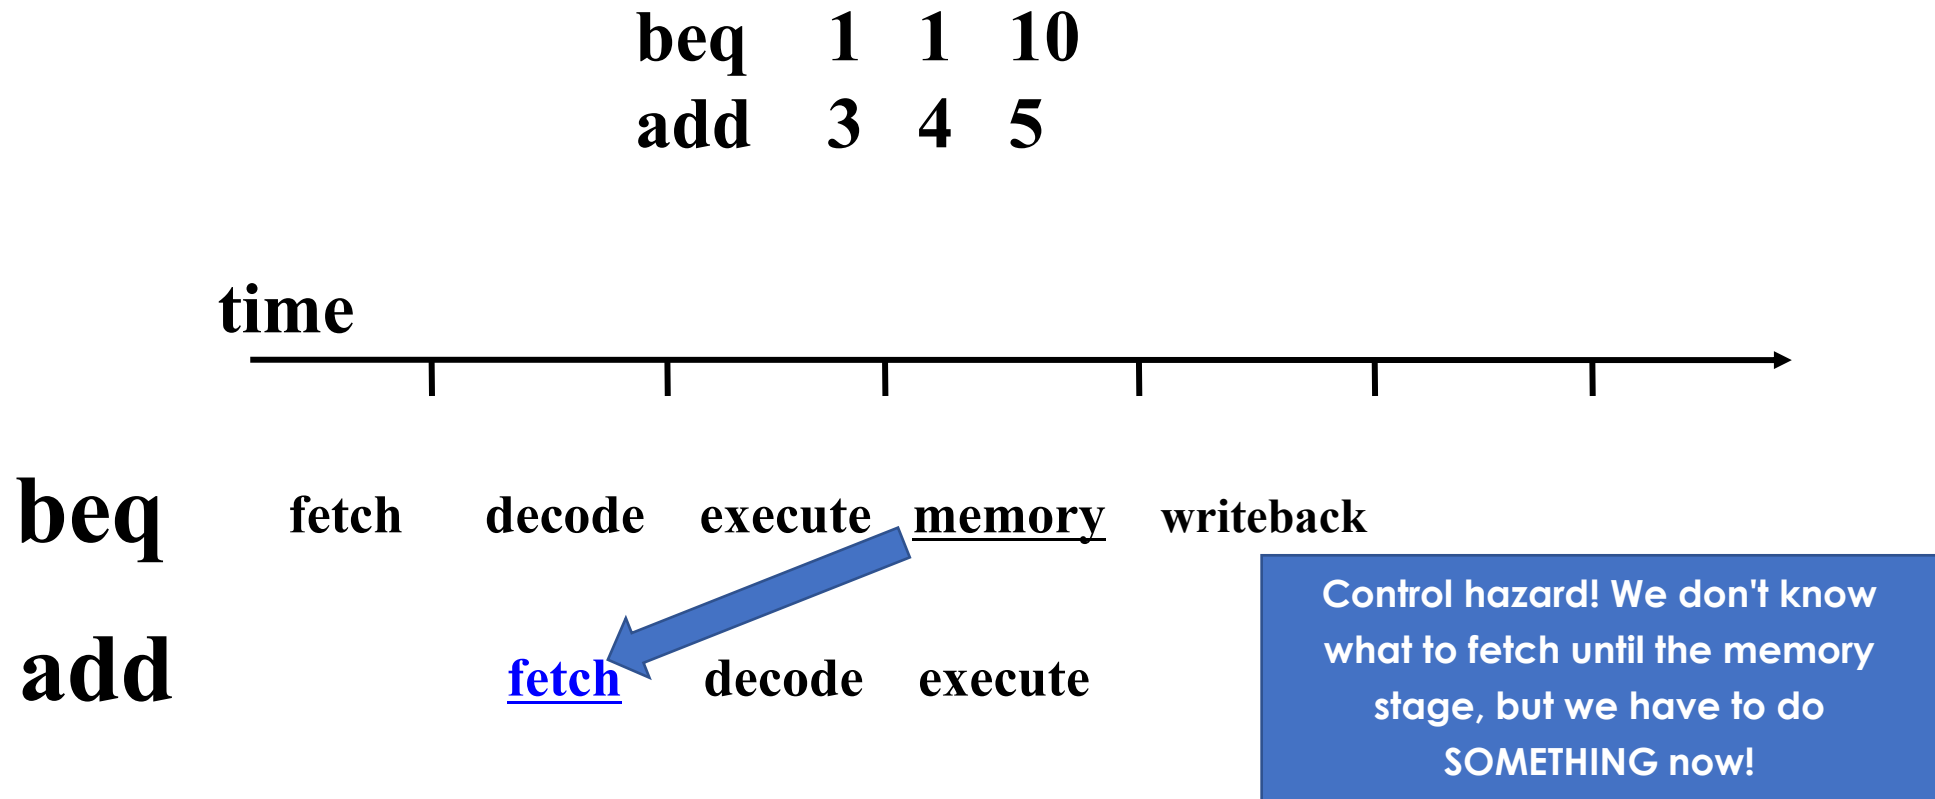 beq 1 1 10
add 3 4 5
time
beq fetch decode execute memory writeback
add fetch decode execute
Control hazard! We don't know
what to fetch until the memory
stage, but we have to do
SOMETHING now!